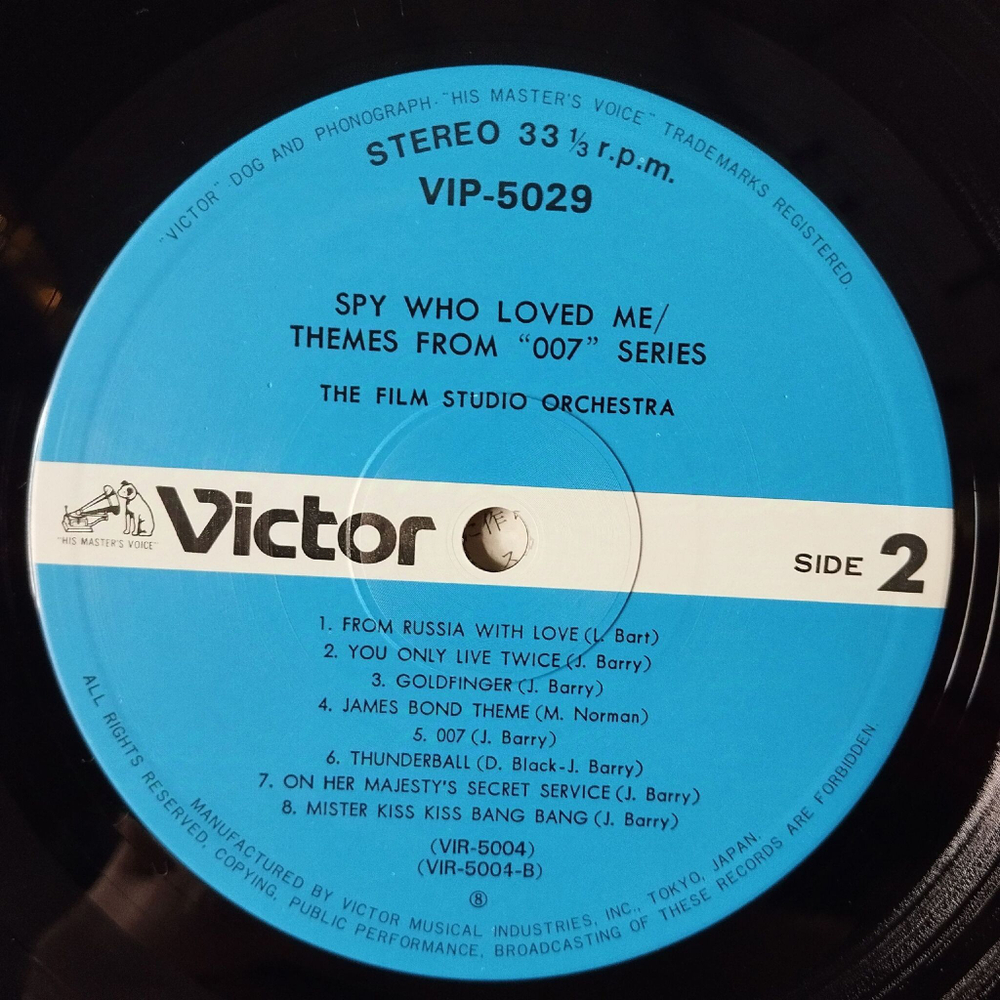 "VICTOR" DOG AND PHONOGRAPH·"HIS MASTER'S VOICE" TRADEMARKS REGISTERED.
STEREO 33 ⅓ r.p.m.
VIP-5029
SPY WHO LOVED ME/
THEMES FROM "007" SERIES
THE FILM STUDIO ORCHESTRA
"HIS MASTER'S VOICE"
Victor
SIDE 2
1. FROM RUSSIA WITH LOVE (L. Bart)
2. YOU ONLY LIVE TWICE (J. Barry)
3. GOLDFINGER (J. Barry)
4. JAMES BOND THEME (M. Norman)
5. 007 (J. Barry)
6. THUNDERBALL (D. Black-J. Barry)
7. ON HER MAJESTY'S SECRET SERVICE (J. Barry)
8. MISTER KISS KISS BANG BANG (J. Barry)
(VIR-5004)
(VIR-5004-B)
⑧
MANUFACTURED BY VICTOR MUSICAL INDUSTRIES, INC., TOKYO, JAPAN.
ALL RIGHTS RESERVED. COPYING, PUBLIC PERFORMANCE, BROADCASTING OF THESE RECORDS ARE FORBIDDEN.